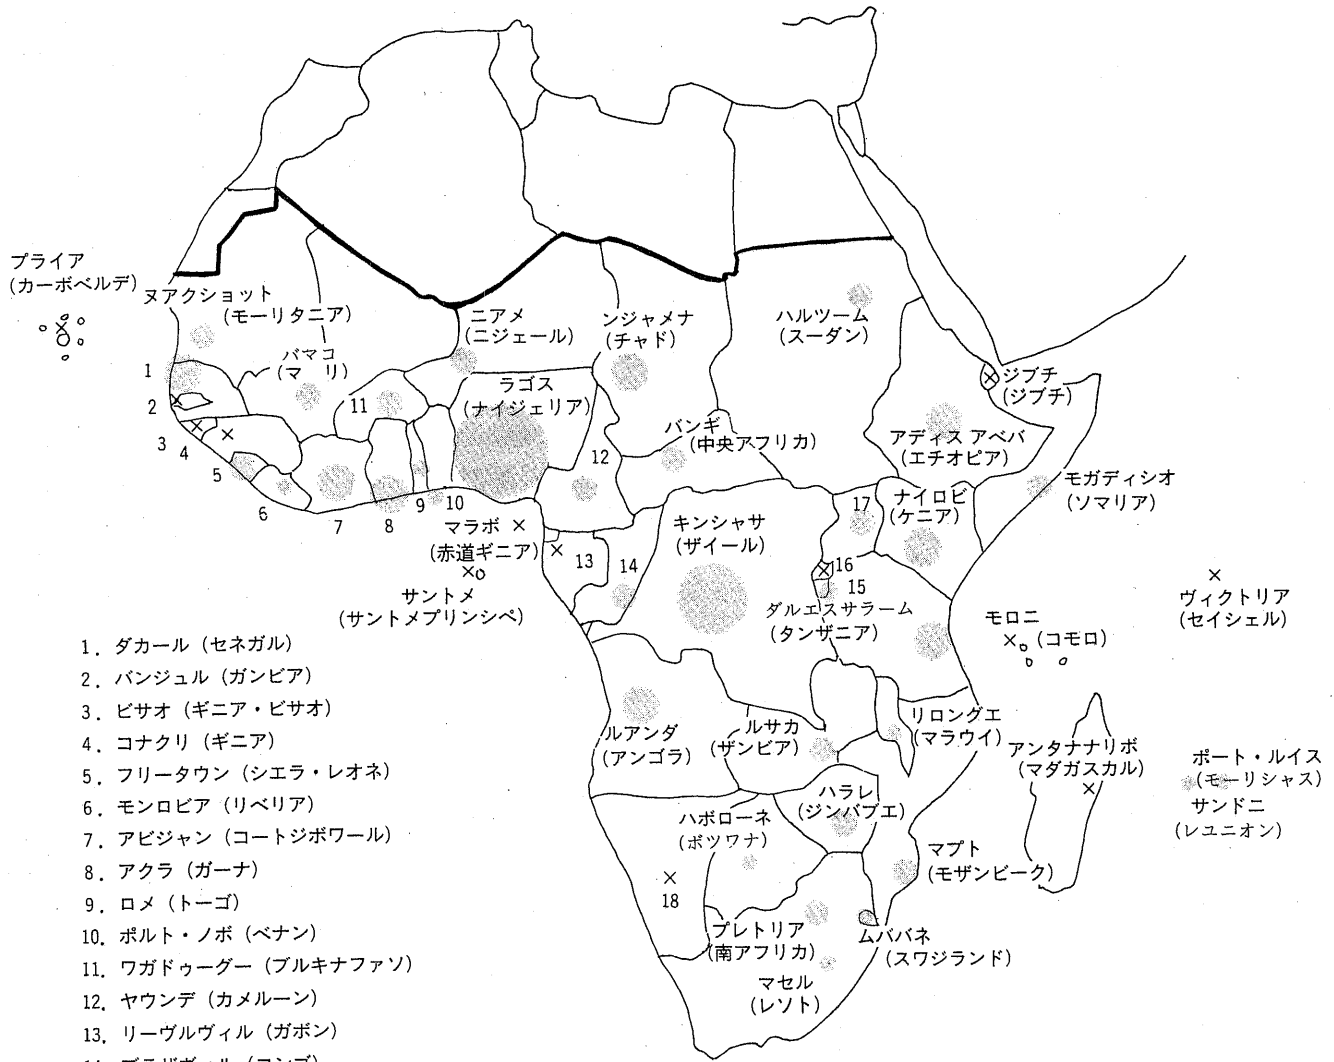 プライア
(カーボベルデ)
ヌアクショット
(モーリタニア)
バマコ
(マ リ)
ニアメ
(ニジェール)
ンジャメナ
(チャド)
ハルツーム
(スーダン)
ラゴス
(ナイジェリア)
バンギ
(中央アフリカ)
アディス アベバ
(エチオピア)
ジブチ
(ジブチ)
モガディシオ
(ソマリア)
ナイロビ
(ケニア)
マラボ
(赤道ギニア)
サントメ
(サントメプリンシペ)
キンシャサ
(ザイール)
ダルエスサラーム
(タンザニア)
モロニ
(コモロ)
ヴィクトリア
(セイシェル)
ルアンダ
(アンゴラ)
ルサカ
(ザンビア)
リロングエ
(マラウイ)
アンタナナリボ
(マダガスカル)
ポート・ルイス
(モーリシャス)
サンドニ
(レユニオン)
ハラレ
(ジンバブエ)
ハボローネ
(ボツワナ)
マプト
(モザンビーク)
プレトリア
(南アフリカ)
ムババネ
(スワジランド)
マセル
(レソト)
1
2
3
4
5
6
7
8
9
10
11
12
13
14
15
16
17
18
1. ダカール (セネガル)
2. バンジュル (ガンビア)
3. ビサオ (ギニア・ビサオ)
4. コナクリ (ギニア)
5. フリータウン (シエラ・レオネ)
6. モンロビア (リベリア)
7. アビジャン (コートジボワール)
8. アクラ (ガーナ)
9. ロメ (トーゴ)
10. ポルト・ノボ (ベナン)
11. ワガドゥーグー (ブルキナファソ)
12. ヤウンデ (カメルーン)
13. リーヴルヴィル (ガボン)